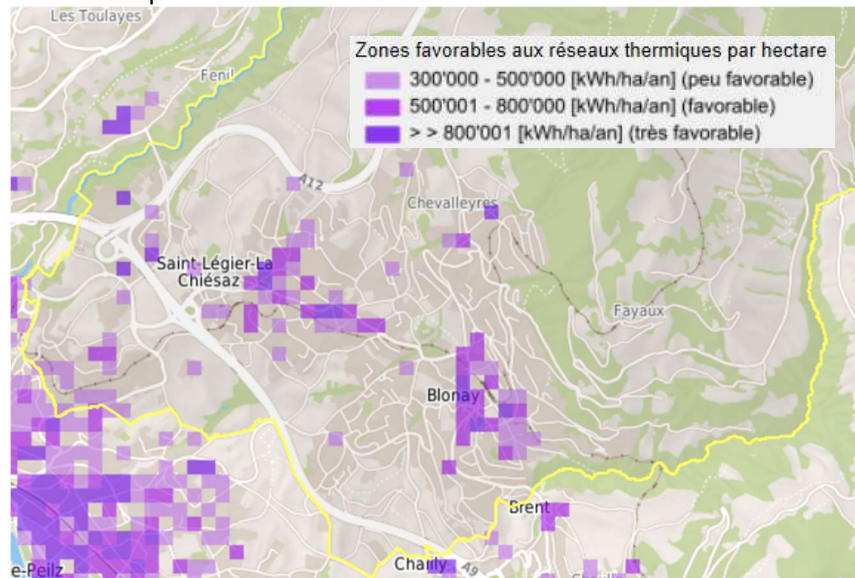 Les Toulayes
Zones favorables aux réseaux thermiques par hectare
300'000 - 500'000 [kWh/ha/an] (peu favorable)
500'001 - 800'000 [kWh/ha/an] (favorable)
> > 800'001 [kWh/ha/an] (très favorable)
Fenil
A12
Chevalleyres
Saint-Légier-La
Chiésaz
Fayaux
Blonay
Brent
Chailly
A9
e-Peilz